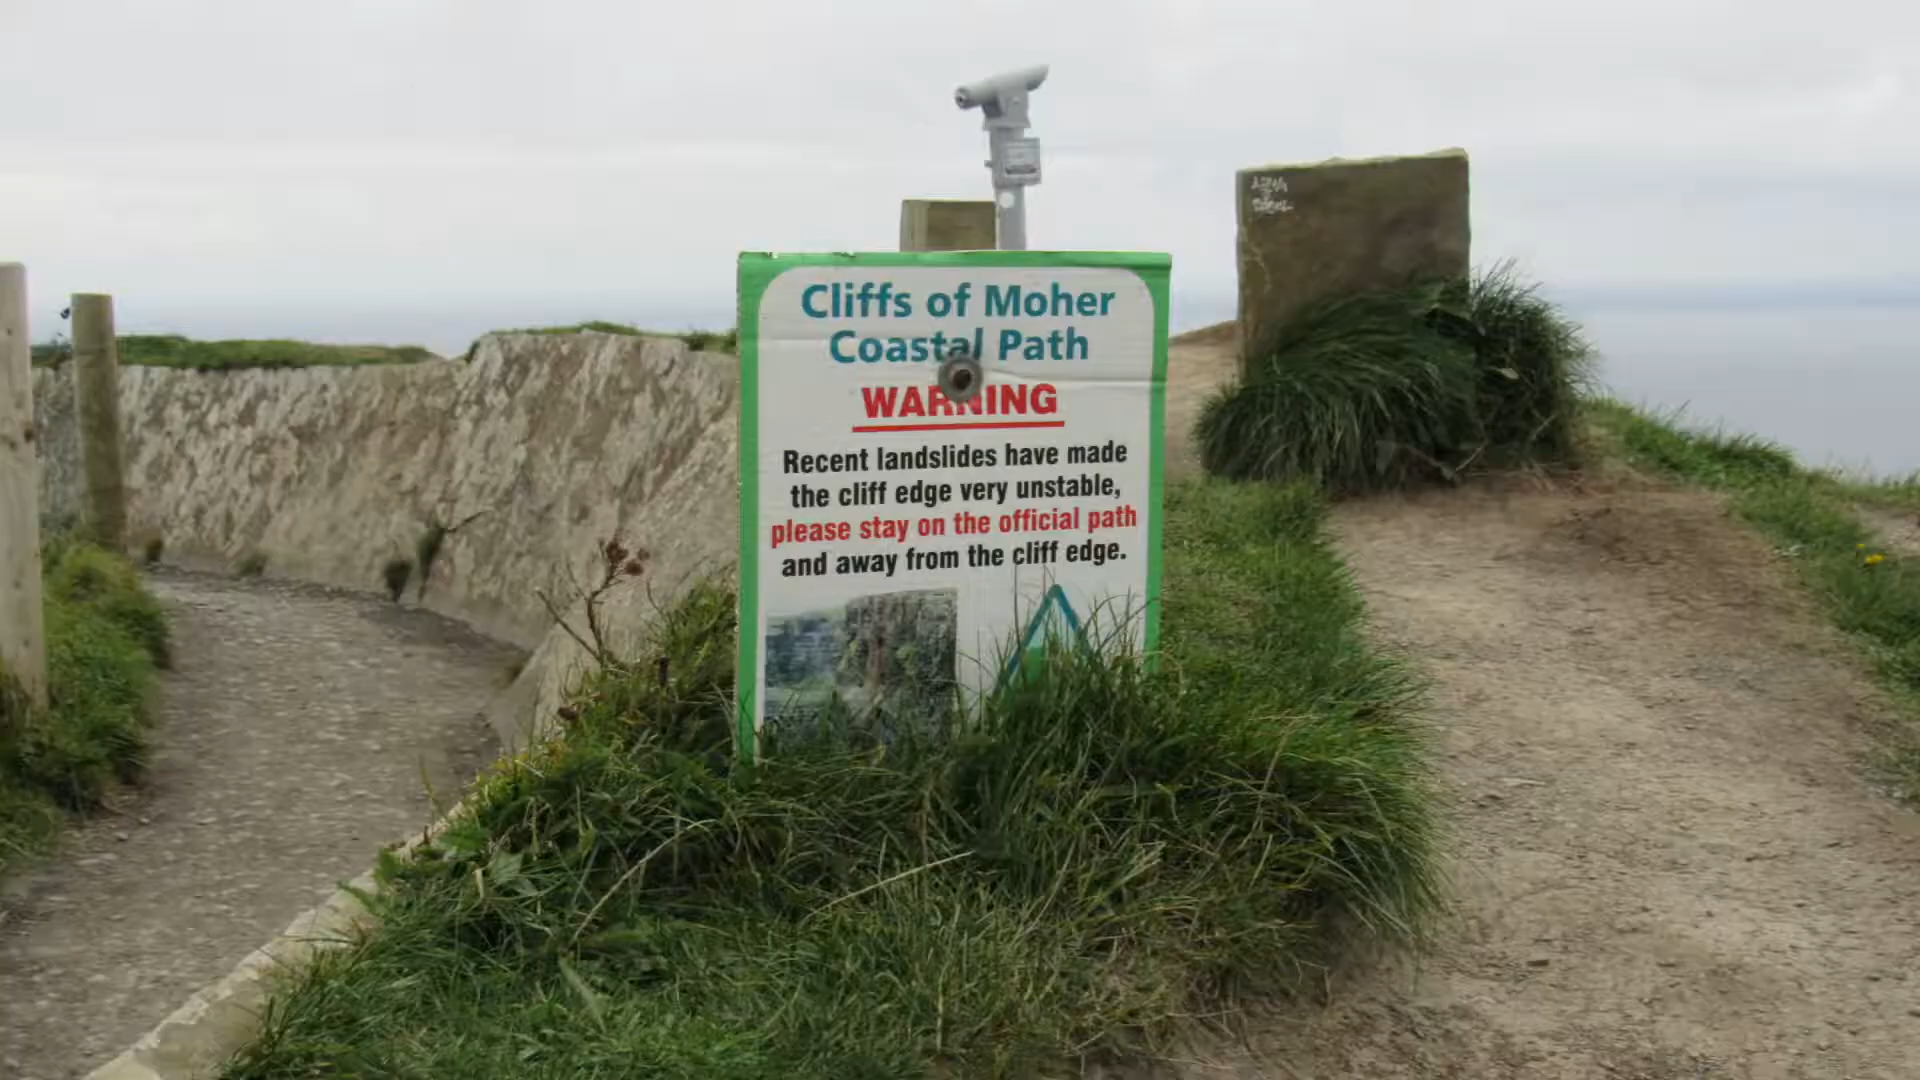 Cliffs of Moher
Coastal Path
WARNING
Recent landslides have made
the cliff edge very unstable,
please stay on the official path
and away from the cliff edge.